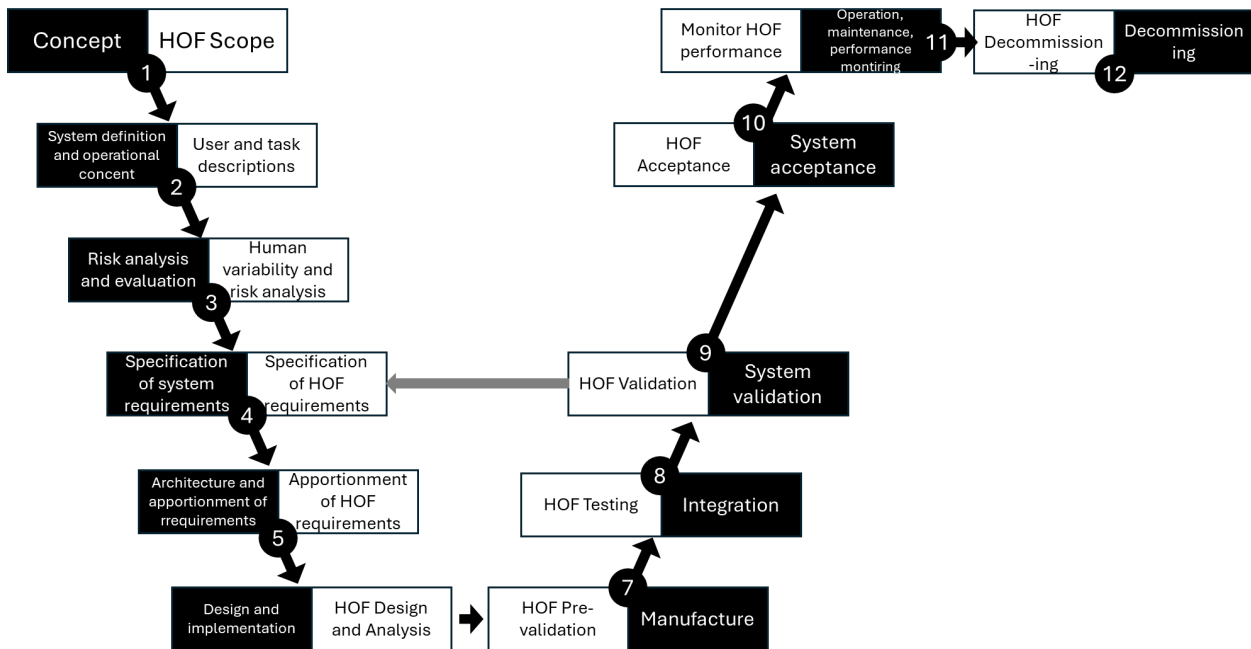 Concept
HOF Scope
1
System definition
and operational
concent
User and task
descriptions
2
Risk analysis
and evaluation
Human
variability and
risk analysis
3
Specification
of system
requirements
Specification
of HOF
requirements
4
Architecture and
apportionment of
rrequirements
Apportionment
of HOF
requirements
5
Design and
implementation
HOF Design
and Analysis
HOF Pre-
validation
Manufacture
7
HOF Testing
Integration
8
HOF Validation
System
validation
9
HOF
Acceptance
System
acceptance
10
Monitor HOF
performance
Operation,
maintenance,
performance
montiring
11
HOF
Decommission
-ing
Decommission
ing
12